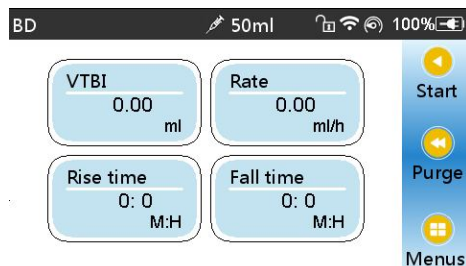 BD 50ml 100%
VTBI
0.00
ml
Rate
0.00
ml/h
Start
Rise time
0: 0
M:H
Fall time
0: 0
M:H
Purge
Menus